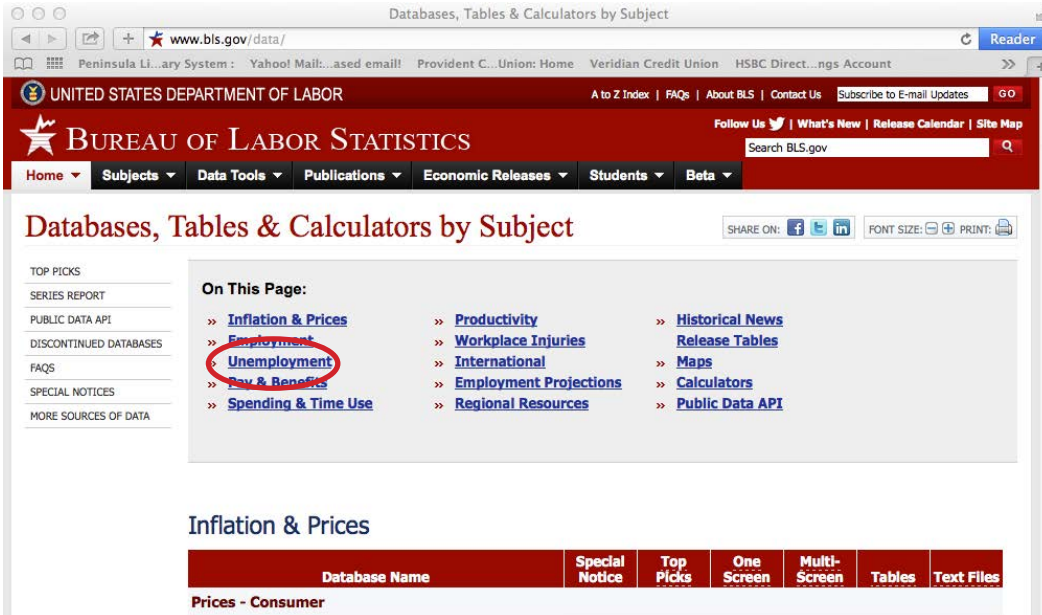 Databases, Tables & Calculators by Subject
www.bls.gov/data/
Reader
Peninsula Li...ary System : Yahoo! Mail:...ased email! Provident C...Union: Home Veridian Credit Union HSBC Direct...ngs Account
UNITED STATES DEPARTMENT OF LABOR
A to Z Index | FAQs | About BLS | Contact Us Subscribe to E-mail Updates GO
Follow Us | What's New | Release Calendar | Site Map
BUREAU OF LABOR STATISTICS
Search BLS.gov
Home Subjects Data Tools Publications Economic Releases Students Beta
Databases, Tables & Calculators by Subject
SHARE ON: FONT SIZE: PRINT:
TOP PICKS
SERIES REPORT
PUBLIC DATA API
DISCONTINUED DATABASES
FAQS
SPECIAL NOTICES
MORE SOURCES OF DATA
On This Page:
» Inflation & Prices
» Employment
» Unemployment
» Pay & Benefits
» Spending & Time Use
» Productivity
» Workplace Injuries
» International
» Employment Projections
» Regional Resources
» Historical News
Release Tables
» Maps
» Calculators
» Public Data API
Inflation & Prices
Database Name Special Notice Top Picks One Screen Multi-Screen Tables Text Files
Prices - Consumer